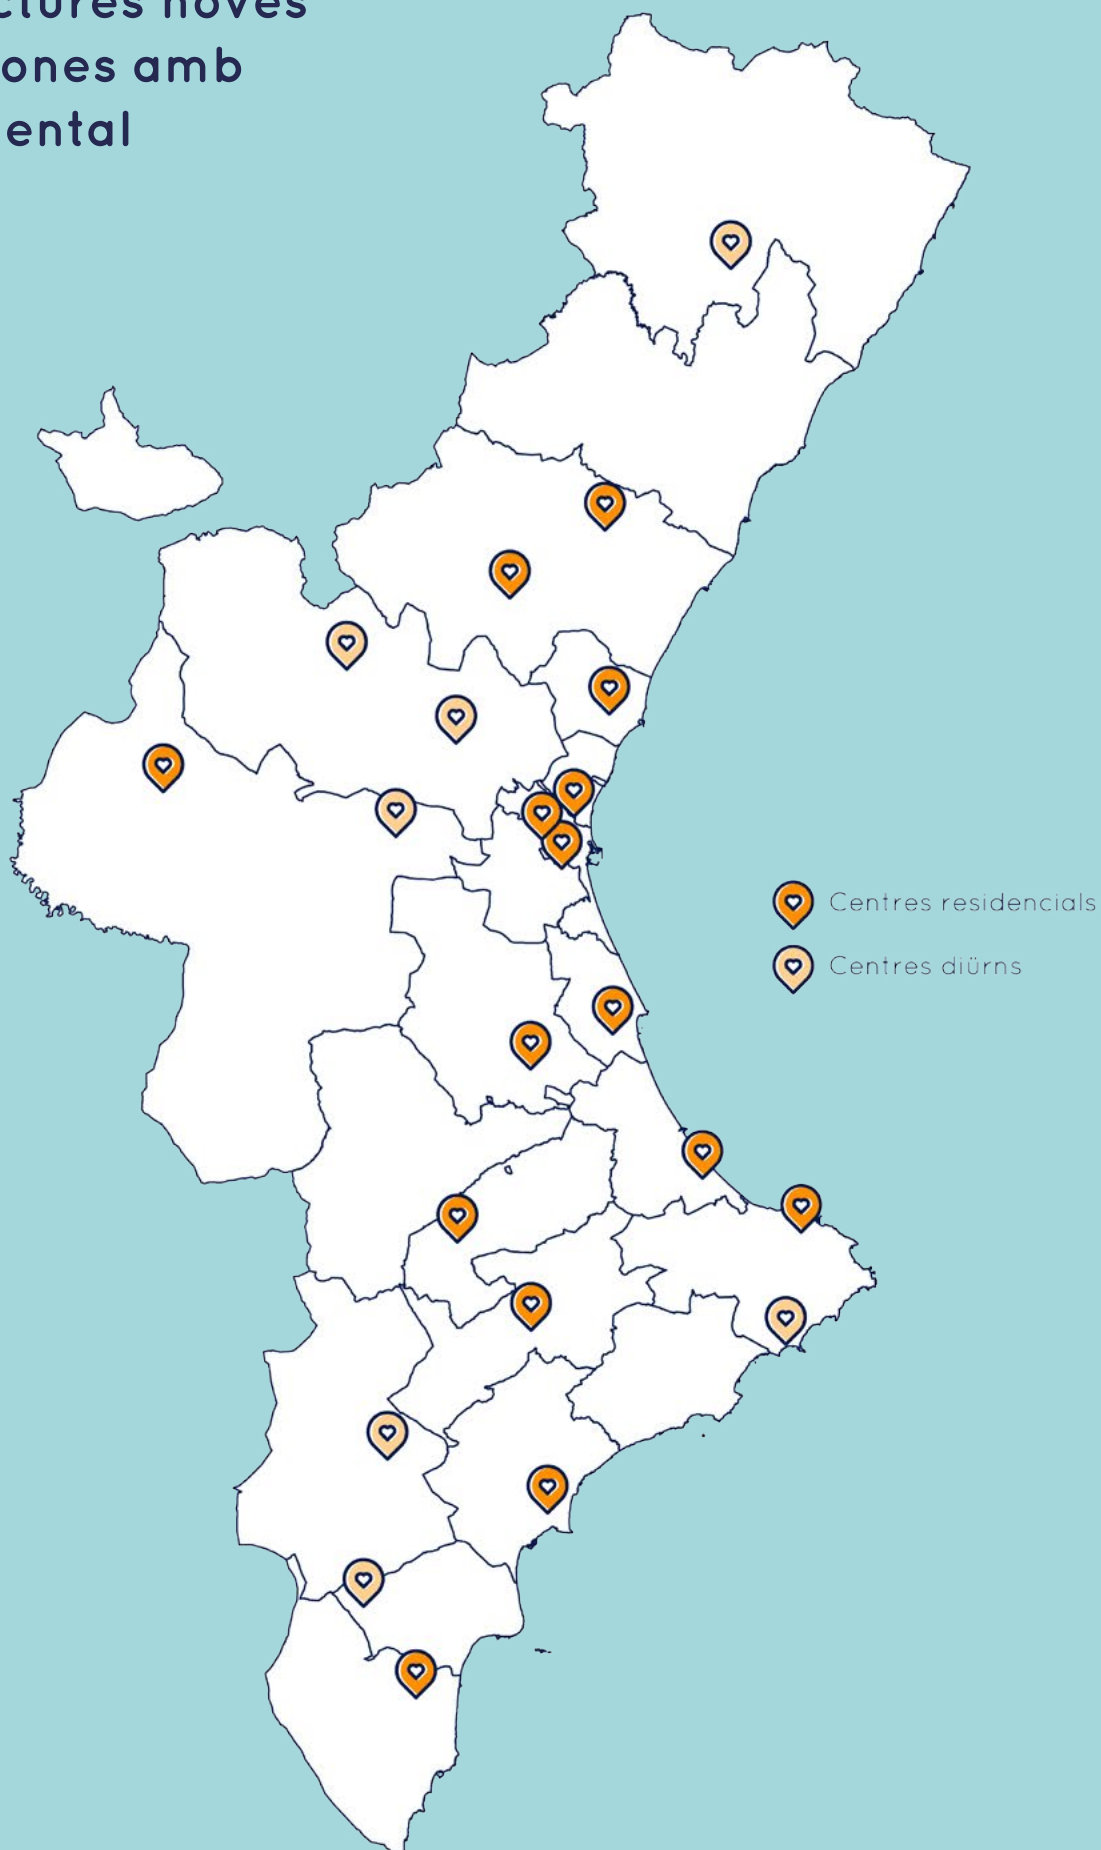 ctures noves
ones amb
ental
Centres residencials
Centres diürns